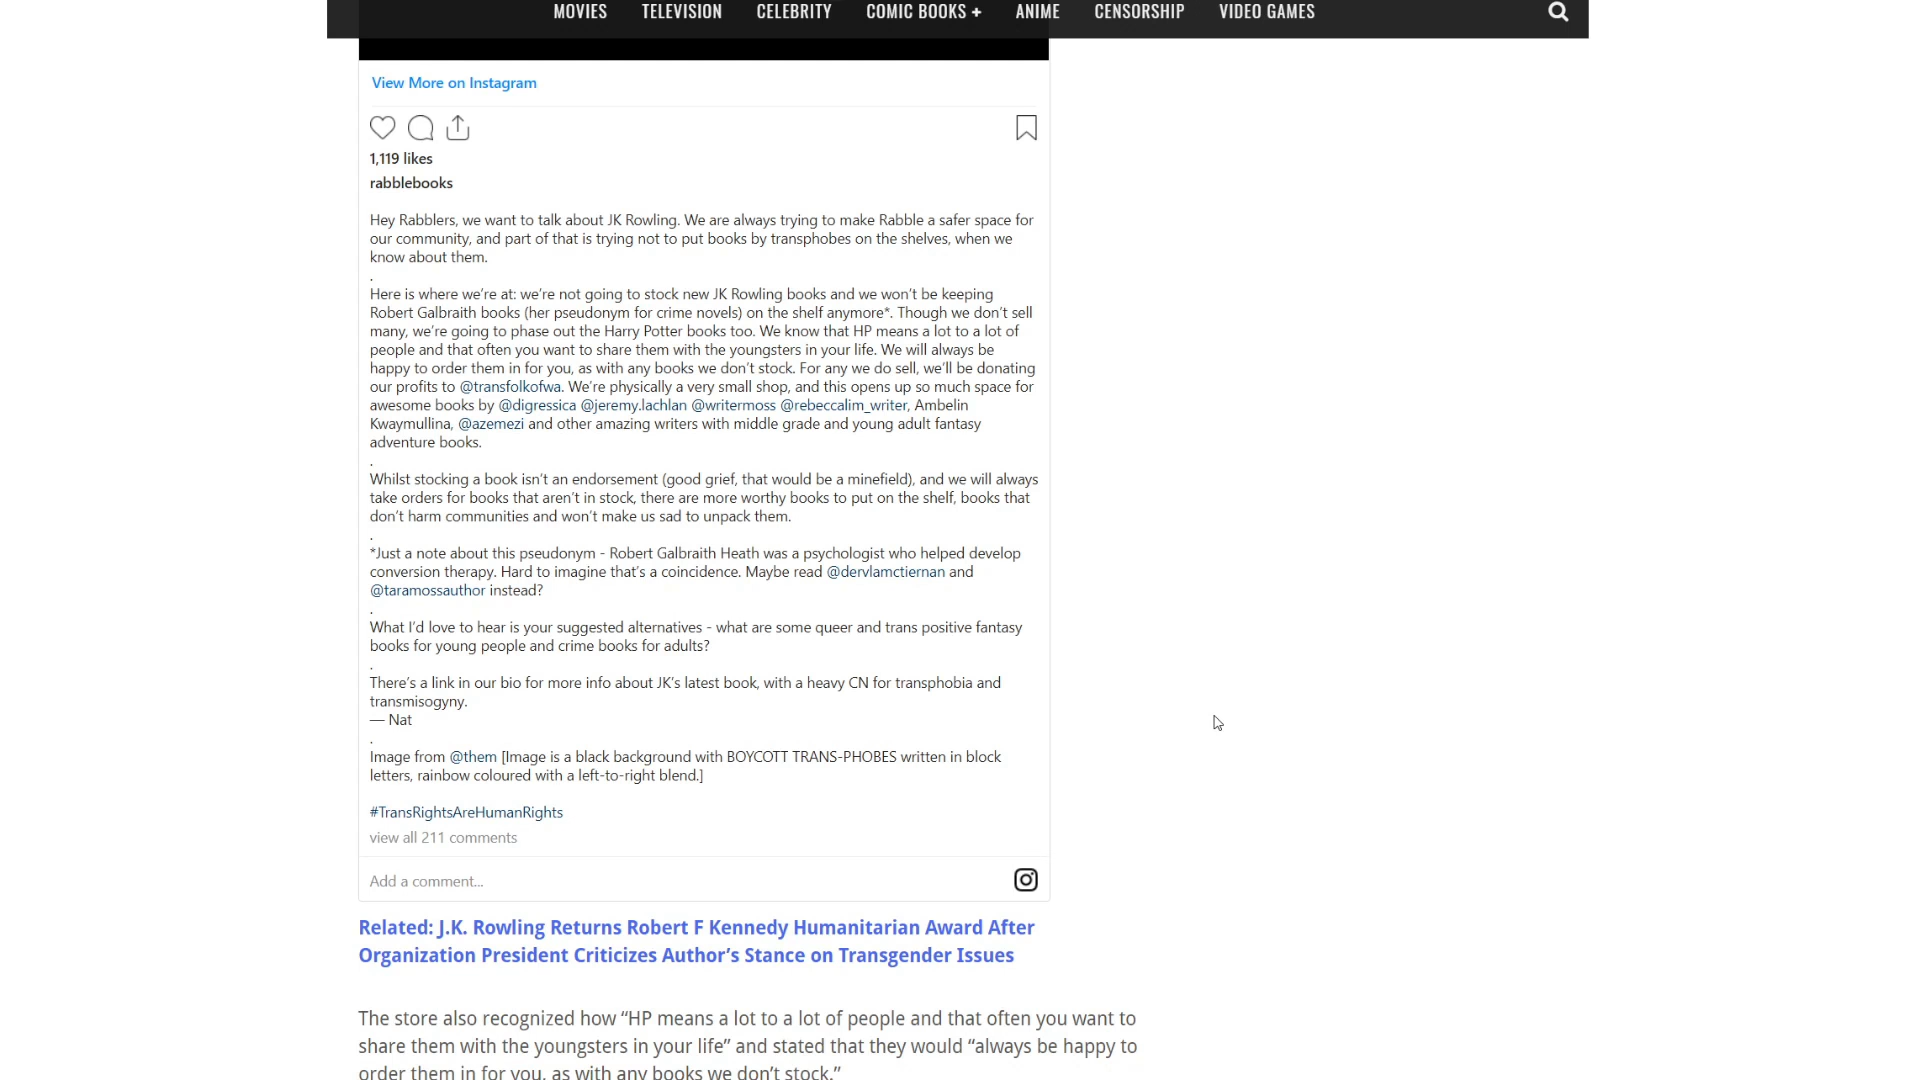 MOVIES TELEVISION CELEBRITY COMIC BOOKS + ANIME CENSORSHIP VIDEO GAMES
View More on Instagram
1,119 likes
rabblebooks
Hey Rabblers, we want to talk about JK Rowling. We are always trying to make Rabble a safer space for
our community, and part of that is trying not to put books by transphobes on the shelves, when we
know about them.
.
Here is where we’re at: we’re not going to stock new JK Rowling books and we won’t be keeping
Robert Galbraith books (her pseudonym for crime novels) on the shelf anymore*. Though we don’t sell
many, we’re going to phase out the Harry Potter books too. We know that HP means a lot to a lot of
people and that often you want to share them with the youngsters in your life. We will always be
happy to order them in for you, as with any books we don’t stock. For any we do sell, we’ll be donating
our profits to @transfolkofwa. We’re physically a very small shop, and this opens up so much space for
awesome books by @digressica @jeremy.lachlan @writermoss @rebeccalim_writer, Ambelin
Kwaymullina, @azemezi and other amazing writers with middle grade and young adult fantasy
adventure books.
.
Whilst stocking a book isn’t an endorsement (good grief, that would be a minefield), and we will always
take orders for books that aren’t in stock, there are more worthy books to put on the shelf, books that
don’t harm communities and won’t make us sad to unpack them.
.
*Just a note about this pseudonym - Robert Galbraith Heath was a psychologist who helped develop
conversion therapy. Hard to imagine that’s a coincidence. Maybe read @dervlamctiernan and
@taramossauthor instead?
.
What I’d love to hear is your suggested alternatives - what are some queer and trans positive fantasy
books for young people and crime books for adults?
.
There’s a link in our bio for more info about JK’s latest book, with a heavy CN for transphobia and
transmisogyny.
— Nat
.
Image from @them [Image is a black background with BOYCOTT TRANS-PHOBES written in block
letters, rainbow coloured with a left-to-right blend.]
#TransRightsAreHumanRights
view all 211 comments
Add a comment...
Related: J.K. Rowling Returns Robert F Kennedy Humanitarian Award After
Organization President Criticizes Author’s Stance on Transgender Issues
The store also recognized how “HP means a lot to a lot of people and that often you want to
share them with the youngsters in your life” and stated that they would “always be happy to
order them in for you, as with any books we don’t stock.”